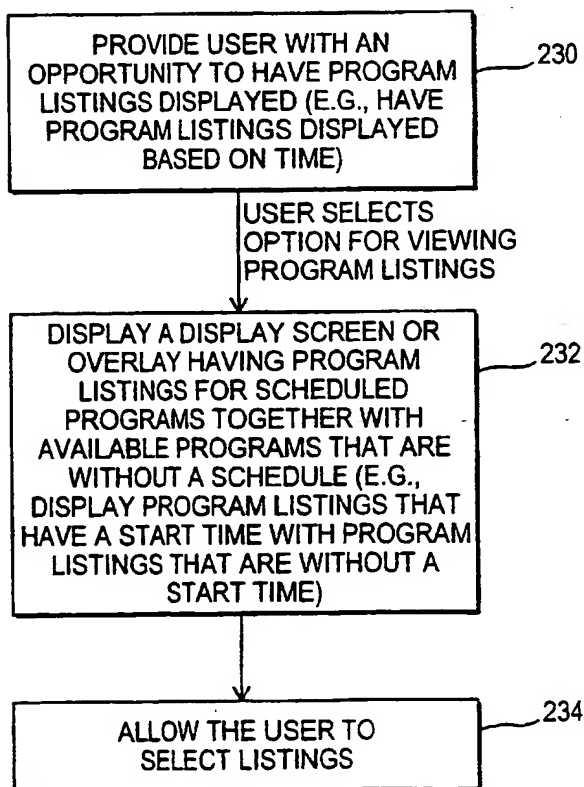 PROVIDE USER WITH AN
OPPORTUNITY TO HAVE PROGRAM
LISTINGS DISPLAYED (E.G., HAVE
PROGRAM LISTINGS DISPLAYED
BASED ON TIME)
230
USER SELECTS
OPTION FOR VIEWING
PROGRAM LISTINGS
DISPLAY A DISPLAY SCREEN OR
OVERLAY HAVING PROGRAM
LISTINGS FOR SCHEDULED
PROGRAMS TOGETHER WITH
AVAILABLE PROGRAMS THAT ARE
WITHOUT A SCHEDULE (E.G.,
DISPLAY PROGRAM LISTINGS THAT
HAVE A START TIME WITH PROGRAM
LISTINGS THAT ARE WITHOUT A
START TIME)
232
ALLOW THE USER TO
SELECT LISTINGS
234